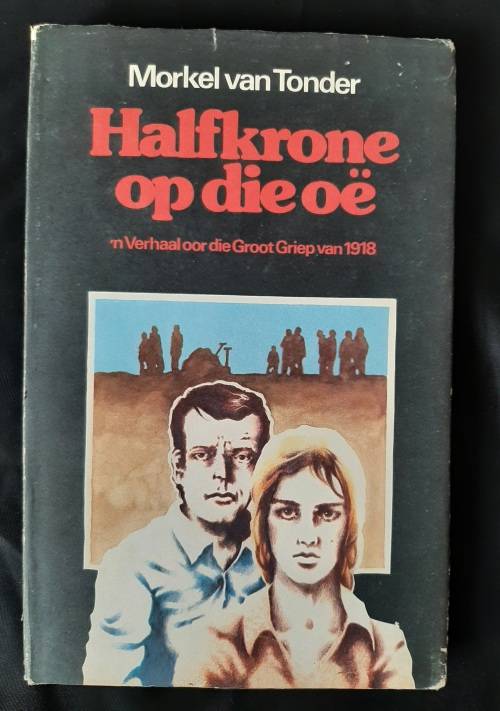 Morkel van Tonder
Halfkrone
op die oë
'n Verhaal oor die Groot Griep van 1918